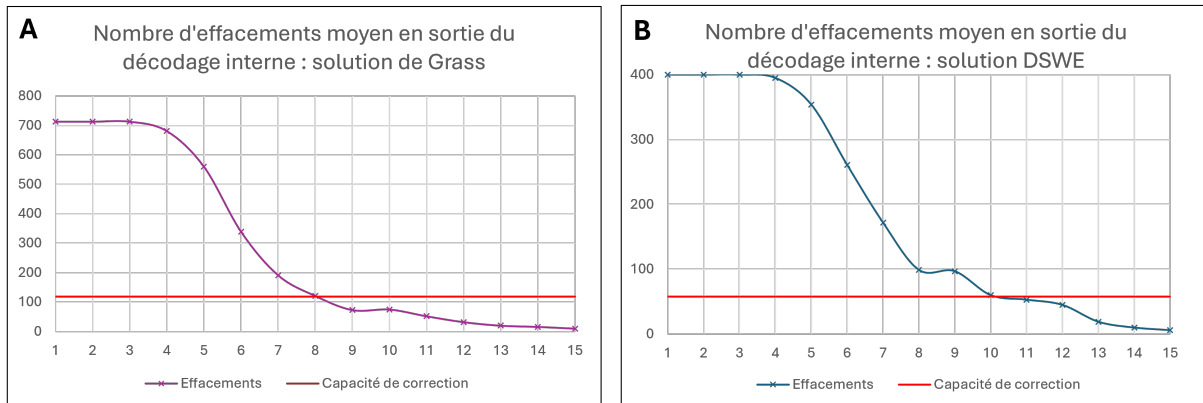 A
Nombre d'effacements moyen en sortie du
décodage interne : solution de Grass
800
700
600
500
400
300
200
100
0
1 2 3 4 5 6 7 8 9 10 11 12 13 14 15
Effacements Capacité de correction
B
Nombre d'effacements moyen en sortie du
décodage interne : solution DSWE
400
300
200
100
0
1 2 3 4 5 6 7 8 9 10 11 12 13 14 15
Effacements Capacité de correction